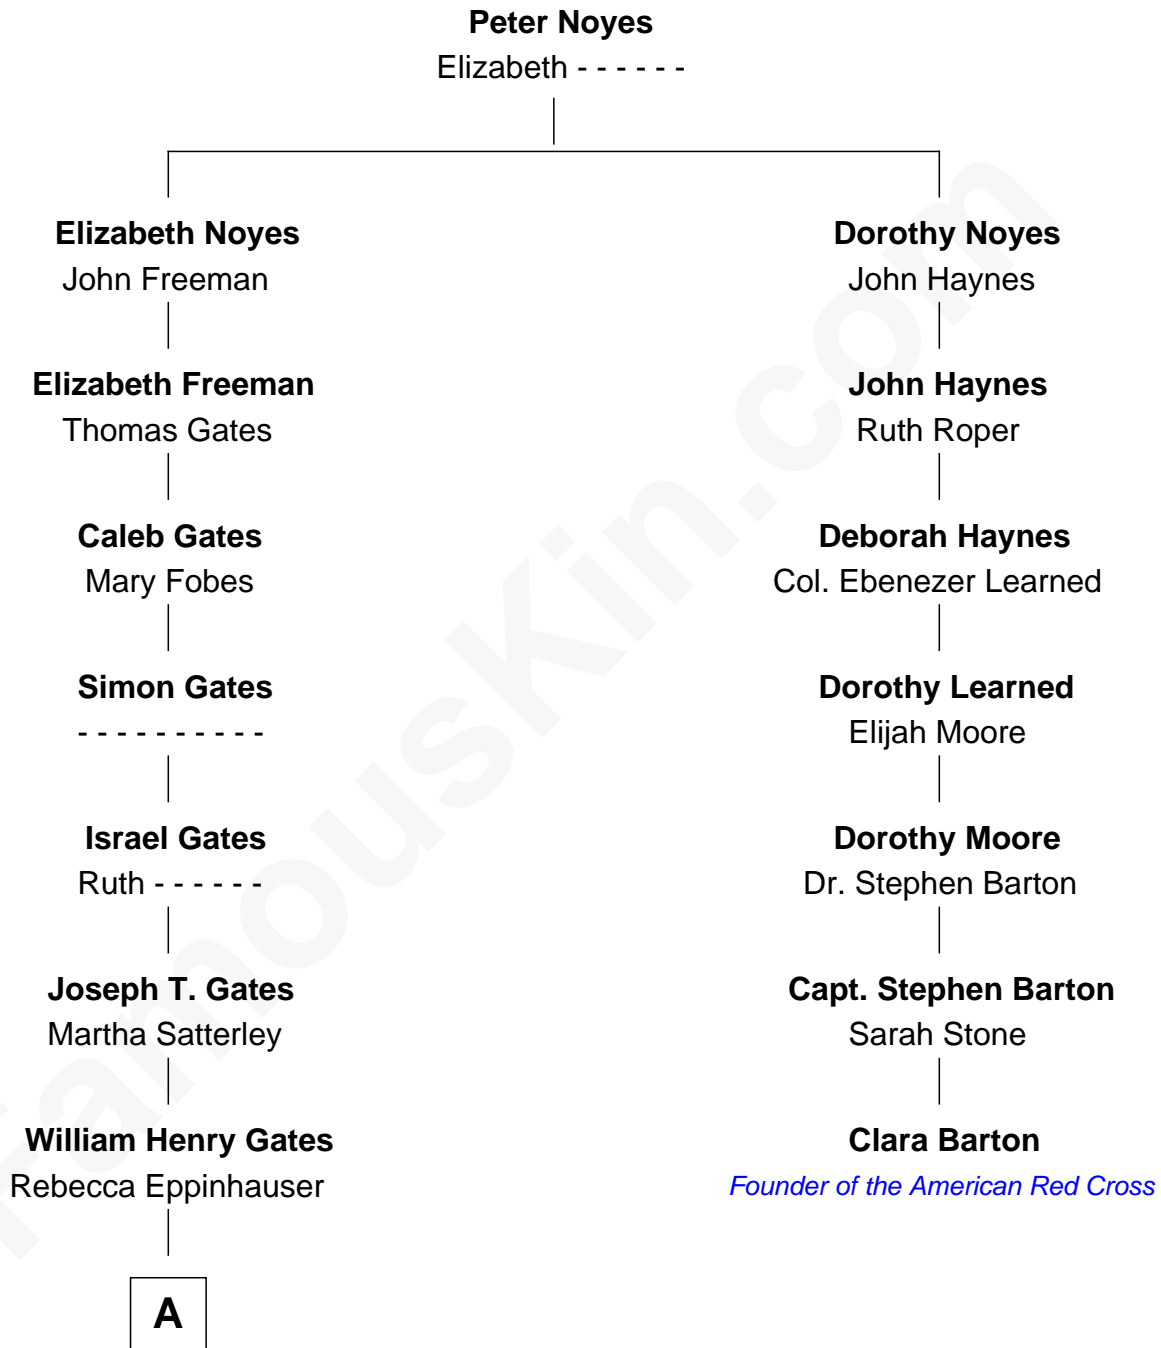 Peter Noyes
Elizabeth - - - - - -
Elizabeth Noyes
John Freeman
Dorothy Noyes
John Haynes
Elizabeth Freeman
Thomas Gates
John Haynes
Ruth Roper
Caleb Gates
Mary Fobes
Deborah Haynes
Col. Ebenezer Learned
Simon Gates
- - - - - - - - - -
Dorothy Learned
Elijah Moore
Israel Gates
Ruth - - - - - -
Dorothy Moore
Dr. Stephen Barton
Joseph T. Gates
Martha Satterley
Capt. Stephen Barton
Sarah Stone
William Henry Gates
Rebecca Eppinhauser
Clara Barton
Founder of the American Red Cross
A
FamousKin.com